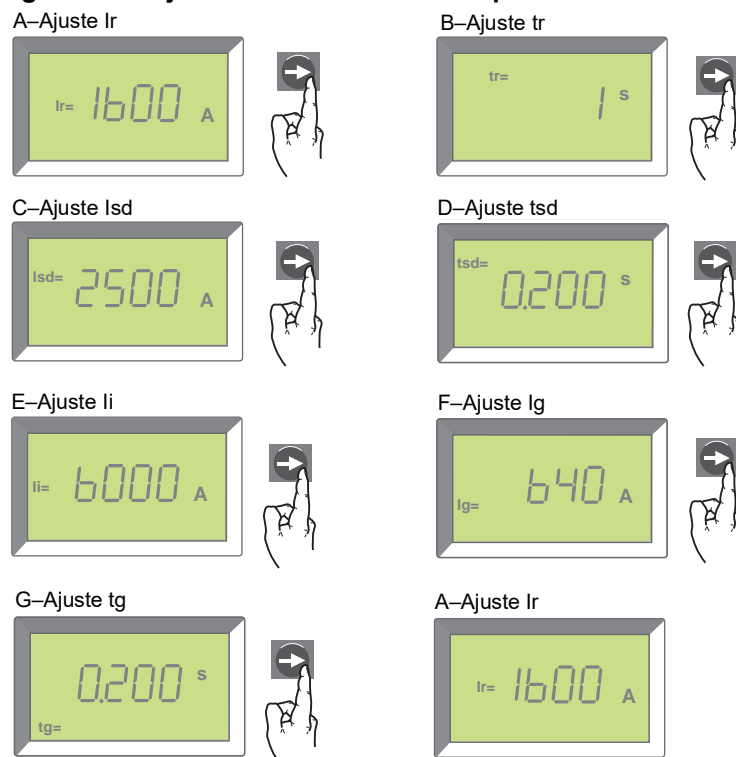 A–Ajuste Ir
Ir= 1600 A
B–Ajuste tr
tr= 1 s
C–Ajuste Isd
Isd= 2500 A
D–Ajuste tsd
tsd= 0.200 s
E–Ajuste Ii
Ii= 6000 A
F–Ajuste Ig
Ig= 640 A
G–Ajuste tg
tg= 0.200 s
A–Ajuste Ir
Ir= 1600 A